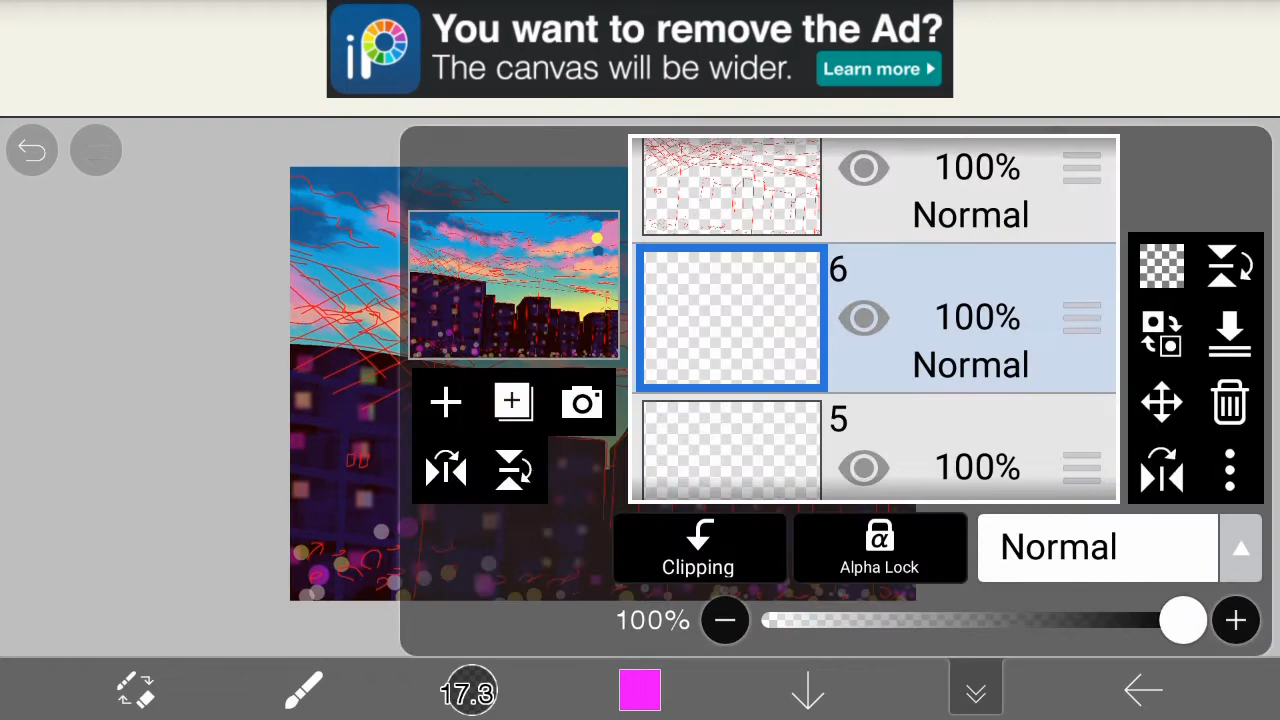 iP
You want to remove the Ad?
The canvas will be wider.
Learn more
100%
Normal
6
100%
Normal
5
100%
Clipping
α
Alpha Lock
Normal
100%
17.3